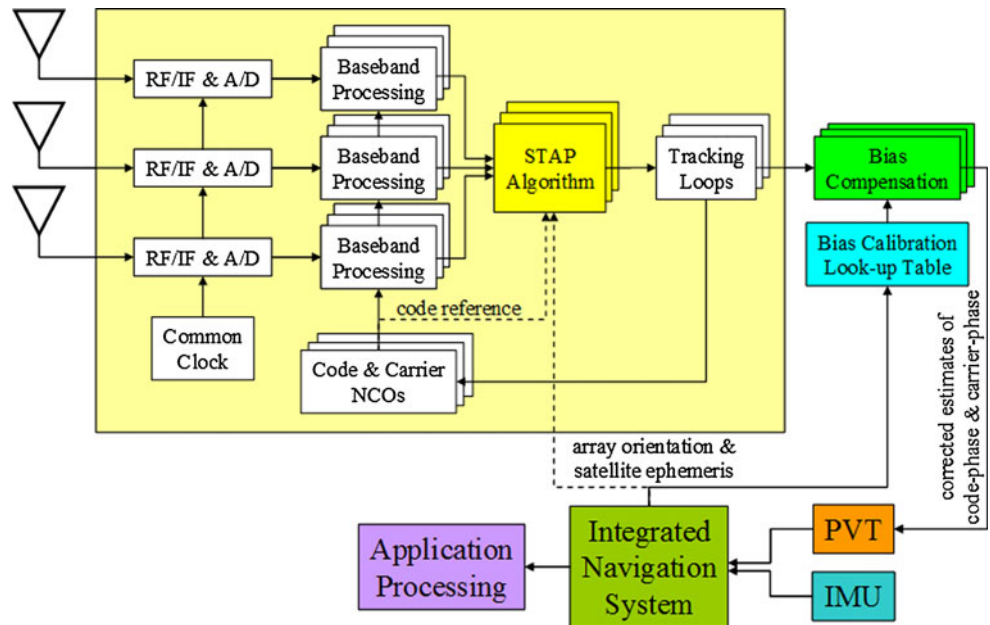 RF/IF & A/D
Baseband
Processing
RF/IF & A/D
Baseband
Processing
STAP
Algorithm
Tracking
Loops
Bias
Compensation
RF/IF & A/D
Baseband
Processing
Bias Calibration
Look-up Table
code reference
Common
Clock
Code & Carrier
NCOs
corrected estimates of
code-phase & carrier-phase
array orientation &
satellite ephemeris
Application
Processing
Integrated
Navigation
System
PVT
IMU